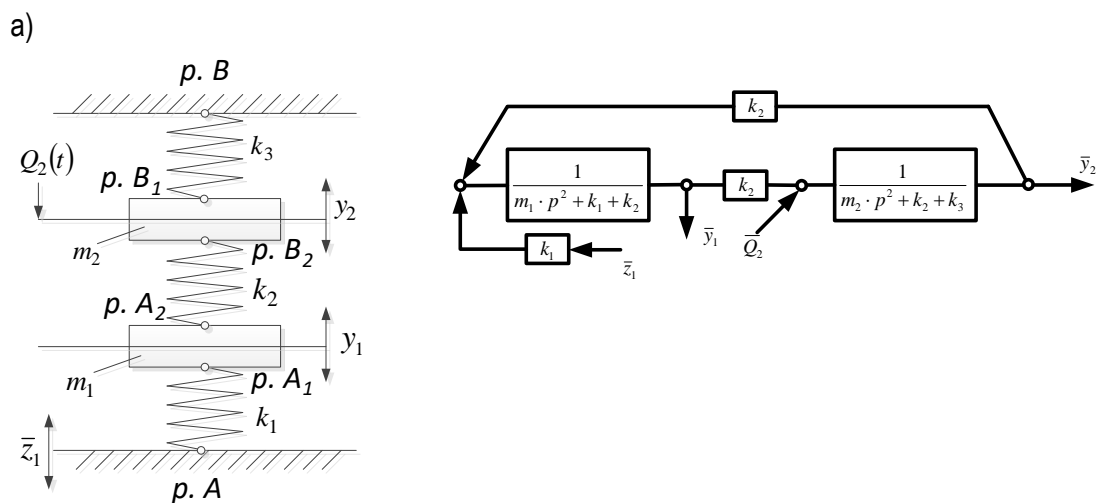 a)
p. B
k₃
Q₂(t)
p. B₁
y₂
m₂
p. B₂
k₂
p. A₂
y₁
m₁
p. A₁
k₁
z̄₁
p. A
k₂
1
m₁ · p² + k₁ + k₂
k₂
1
m₂ · p² + k₂ + k₃
ȳ₂
ȳ₁
Q̄₂
k₁
z̄₁